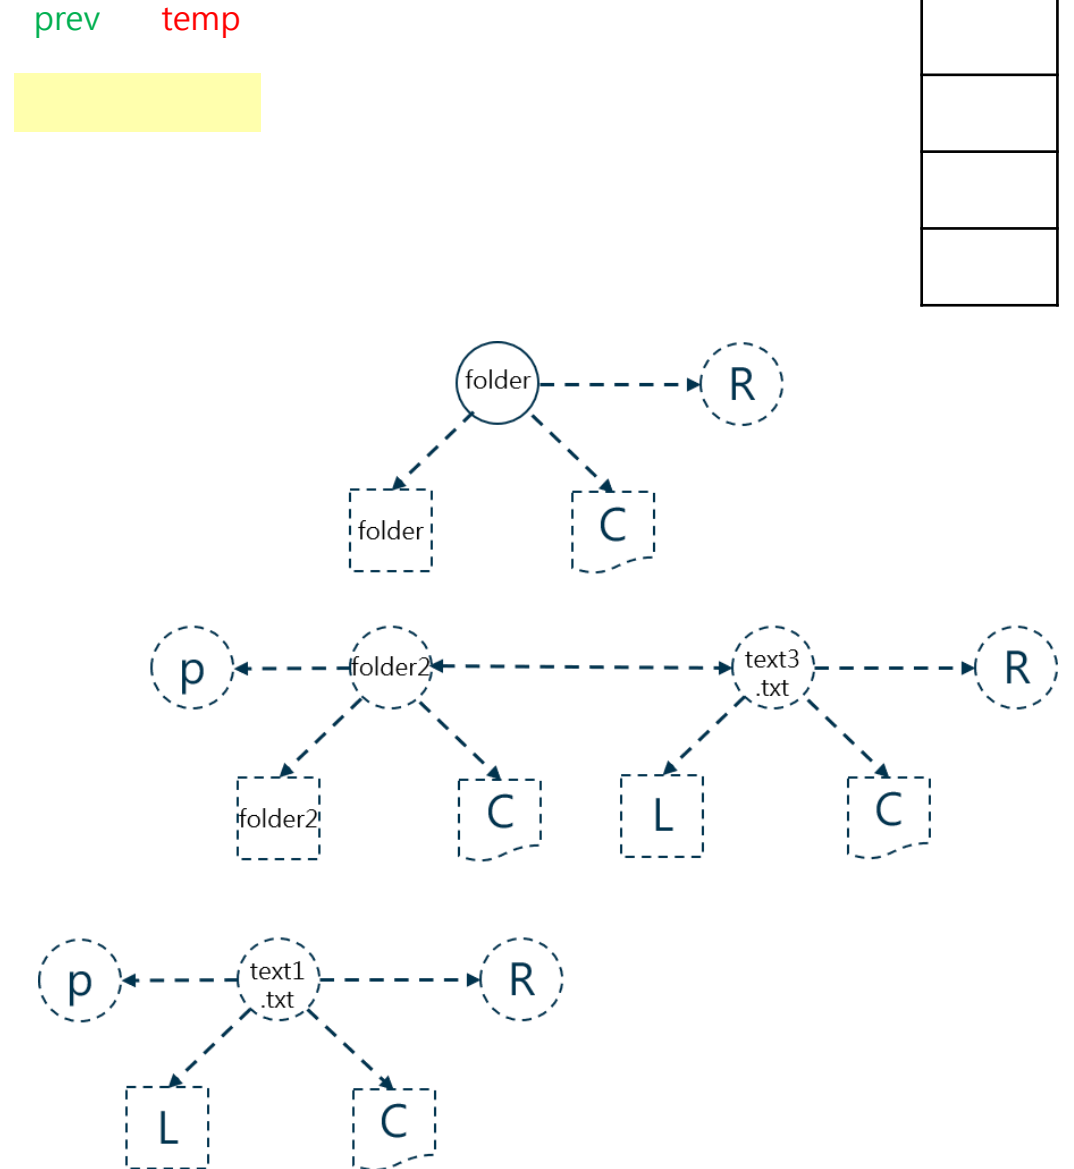 prev
temp
folder
R
folder
C
p
folder2
text3
.txt
R
folder2
C
L
C
p
text1
.txt
R
L
C